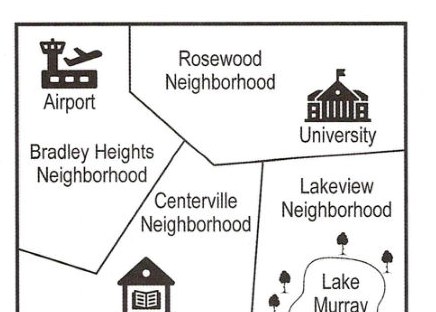 Airport
Rosewood
Neighborhood
University
Bradley Heights
Neighborhood
Centerville
Neighborhood
Lakeview
Neighborhood
Lake
Murray